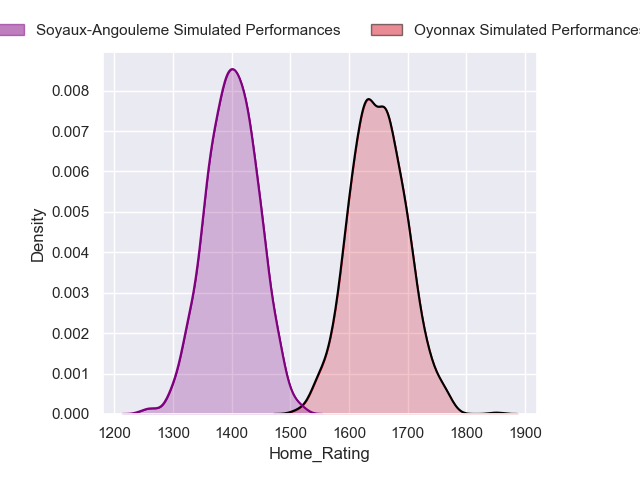 Soyaux-Angouleme Simulated Performances
Oyonnax Simulated Performances
0.008
0.007
0.006
0.005
0.004
0.003
0.002
0.001
0.000
Density
1200 1300 1400 1500 1600 1700 1800 1900
Home_Rating